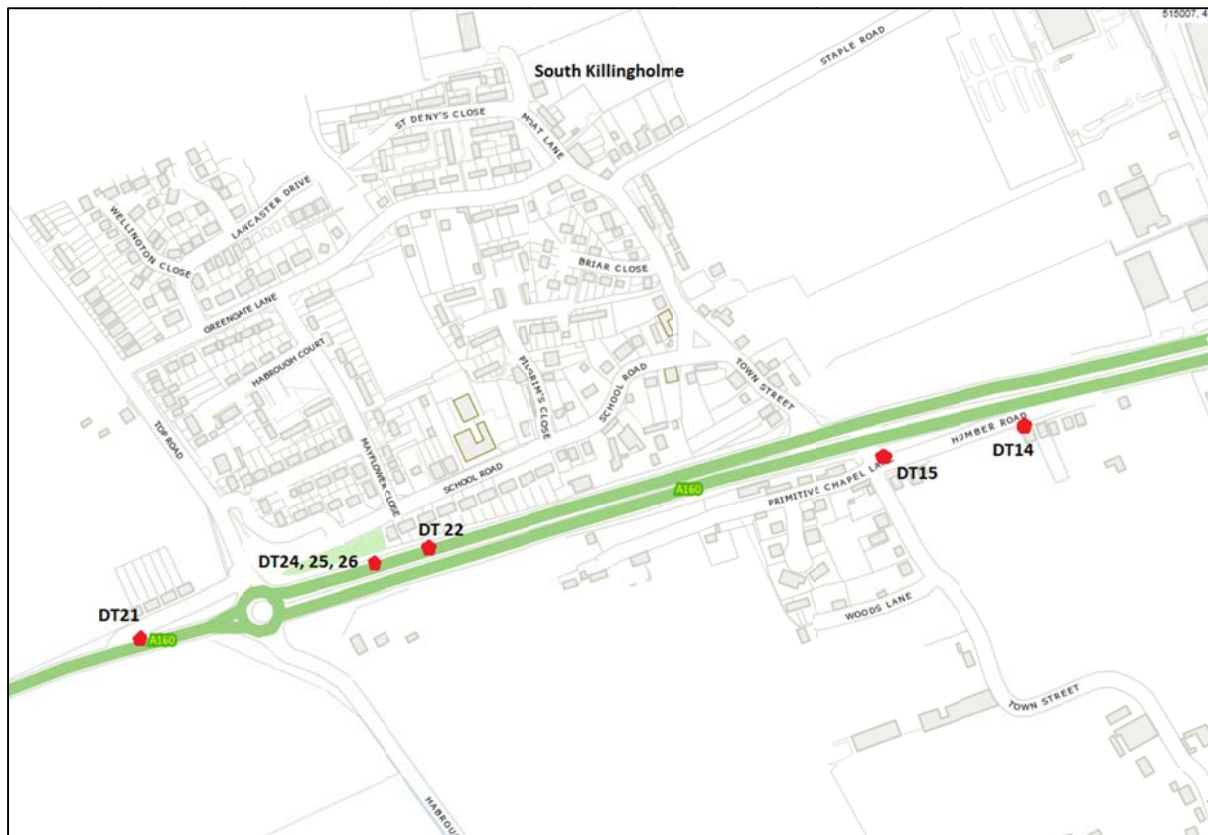 515007, 4
South Killingholme
STAPLE ROAD
ST DENY'S CLOSE
MOAT LANE
LANCASTER DRIVE
WELLINGTON CLOSE
BRIAR CLOSE
GREENGATE LANE
HABROUGH COURT
PILGRIM'S CLOSE
SCHOOL ROAD
TOWN STREET
TOP ROAD
MAYFLOWER CLOSE
SCHOOL ROAD
HUMBER ROAD
DT14
DT15
PRIMITIVE CHAPEL LANE
A160
DT 22
DT24, 25, 26
WOODS LANE
DT21
A160
TOWN STREET
HABROUG